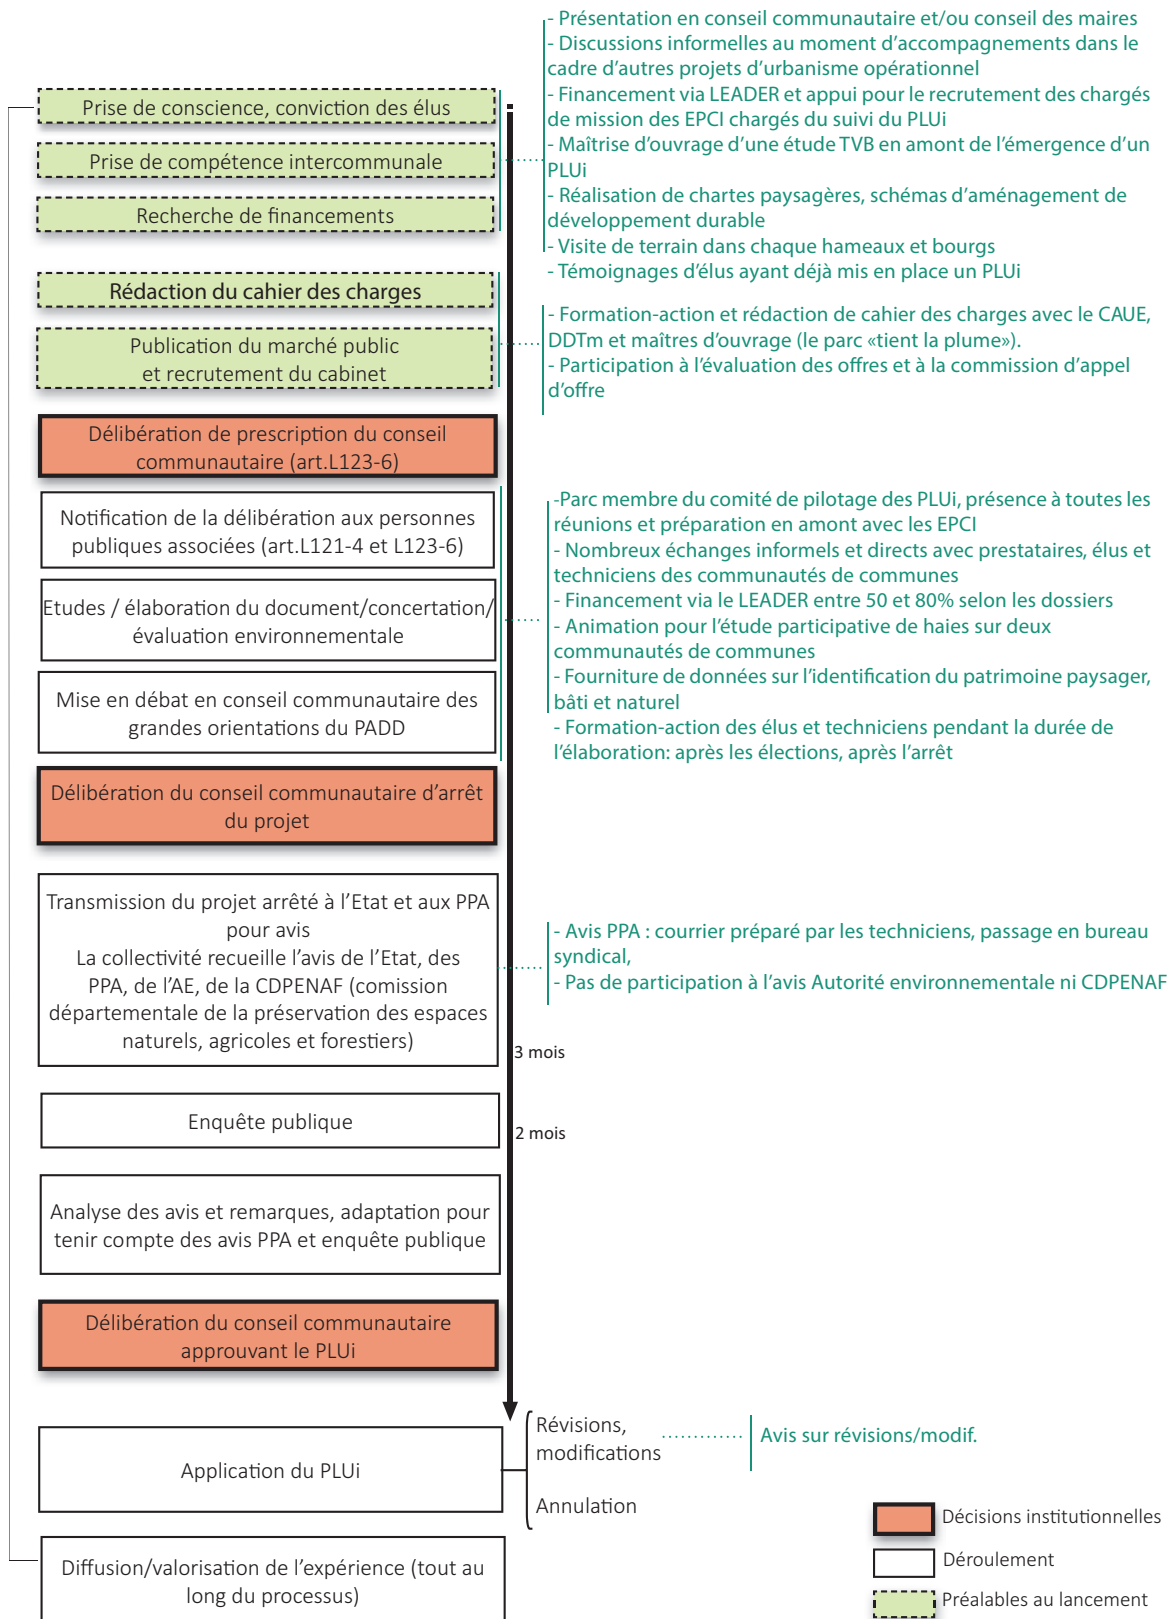 - Présentation en conseil communautaire et/ou conseil des maires
- Discussions informelles au moment d'accompagnements dans le
cadre d'autres projets d'urbanisme opérationnel
- Financement via LEADER et appui pour le recrutement des chargés
de mission des EPCI chargés du suivi du PLUi
- Maîtrise d'ouvrage d'une étude TVB en amont de l'émergence d'un
PLUi
- Réalisation de chartes paysagères, schémas d'aménagement de
développement durable
- Visite de terrain dans chaque hameaux et bourgs
- Témoignages d'élus ayant déjà mis en place un PLUi
Prise de conscience, conviction des élus
Prise de compétence intercommunale
Recherche de financements
Rédaction du cahier des charges
Publication du marché public
et recrutement du cabinet
- Formation-action et rédaction de cahier des charges avec le CAUE,
DDTm et maîtres d'ouvrage (le parc «tient la plume»).
- Participation à l'évaluation des offres et à la commission d'appel
d'offre
Délibération de prescription du conseil
communautaire (art.L123-6)
Notification de la délibération aux personnes
publiques associées (art.L121-4 et L123-6)
Etudes / élaboration du document/concertation/
évaluation environnementale
Mise en débat en conseil communautaire des
grandes orientations du PADD
-Parc membre du comité de pilotage des PLUi, présence à toutes les
réunions et préparation en amont avec les EPCI
- Nombreux échanges informels et directs avec prestataires, élus et
techniciens des communautés de communes
- Financement via le LEADER entre 50 et 80% selon les dossiers
- Animation pour l'étude participative de haies sur deux
communautés de communes
- Fourniture de données sur l'identification du patrimoine paysager,
bâti et naturel
- Formation-action des élus et techniciens pendant la durée de
l'élaboration: après les élections, après l'arrêt
Délibération du conseil communautaire d'arrêt
du projet
Transmission du projet arrêté à l'Etat et aux PPA
pour avis
La collectivité recueille l'avis de l'Etat, des
PPA, de l'AE, de la CDPENAF (comission
départementale de la préservation des espaces
naturels, agricoles et forestiers)
- Avis PPA : courrier préparé par les techniciens, passage en bureau
syndical,
- Pas de participation à l'avis Autorité environnementale ni CDPENAF
3 mois
Enquête publique
2 mois
Analyse des avis et remarques, adaptation pour
tenir compte des avis PPA et enquête publique
Délibération du conseil communautaire
approuvant le PLUi
Application du PLUi
Révisions,
modifications
Annulation
Avis sur révisions/modif.
Diffusion/valorisation de l'expérience (tout au
long du processus)
Décisions institutionnelles
Déroulement
Préalables au lancement